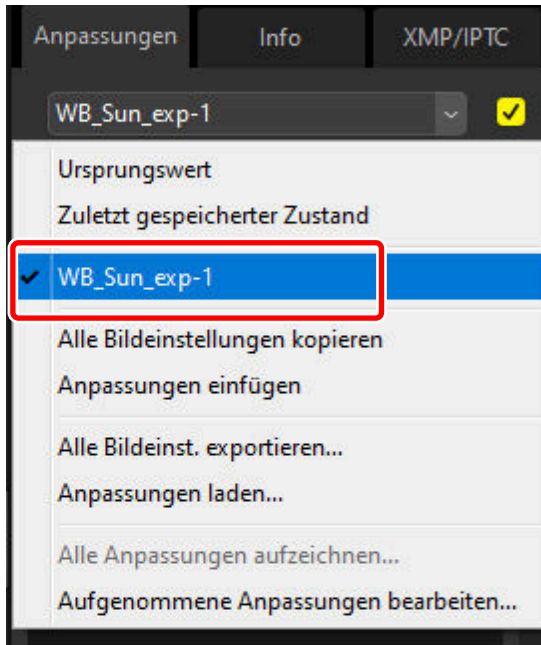 Anpassungen Info XMP/IPTC
WB_Sun_exp-1
Ursprungswert
Zuletzt gespeicherter Zustand
WB_Sun_exp-1
Alle Bildeinstellungen kopieren
Anpassungen einfügen
Alle Bildeinst. exportieren...
Anpassungen laden...
Alle Anpassungen aufzeichnen...
Aufgenommene Anpassungen bearbeiten...